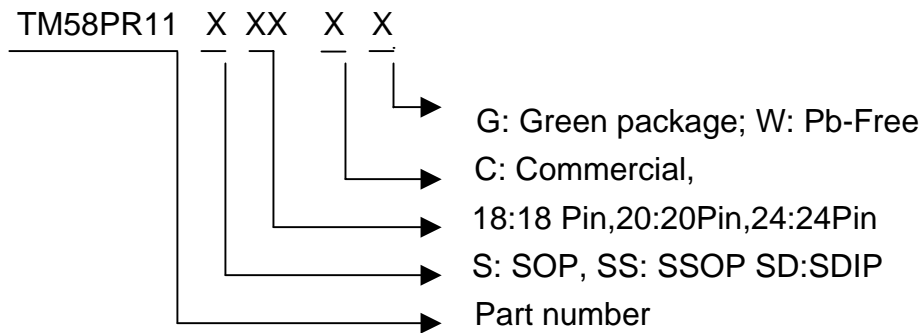 TM58PR11 X XX X X
G: Green package; W: Pb-Free
C: Commercial,
18:18 Pin,20:20Pin,24:24Pin
S: SOP, SS: SSOP SD:SDIP
Part number